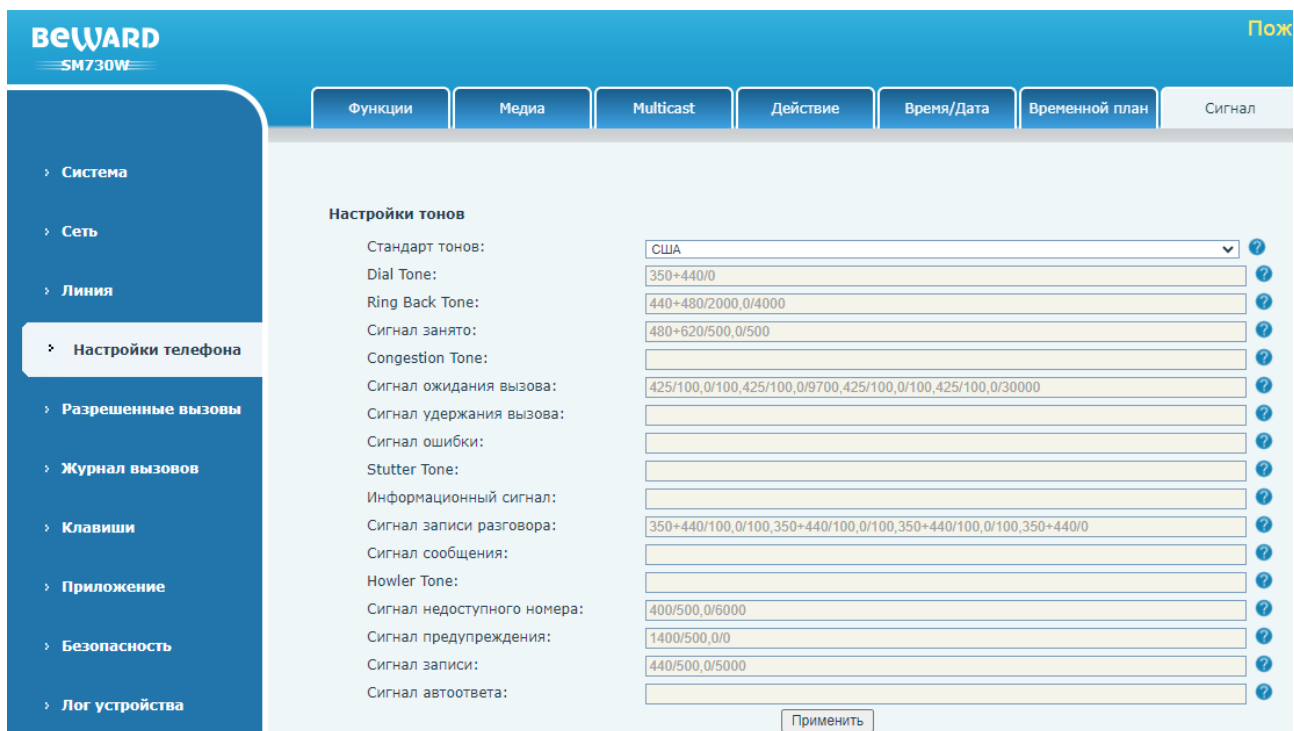 BEWARD
SM730W
Пож
Функции Медиа Multicast Действие Время/Дата Временной план Сигнал
Система
Сеть
Линия
Настройки телефона
Разрешенные вызовы
Журнал вызовов
Клавиши
Приложение
Безопасность
Лог устройства
Настройки тонов
Стандарт тонов: США
Dial Tone: 350+440/0
Ring Back Tone: 440+480/2000,0/4000
Сигнал занято: 480+620/500,0/500
Congestion Tone:
Сигнал ожидания вызова: 425/100,0/100,425/100,0/9700,425/100,0/100,425/100,0/30000
Сигнал удержания вызова:
Сигнал ошибки:
Stutter Tone:
Информационный сигнал:
Сигнал записи разговора: 350+440/100,0/100,350+440/100,0/100,350+440/100,0/100,350+440/0
Сигнал сообщения:
Howler Tone:
Сигнал недоступного номера: 400/500,0/6000
Сигнал предупреждения: 1400/500,0/0
Сигнал записи: 440/500,0/5000
Сигнал автоответа:
Применить